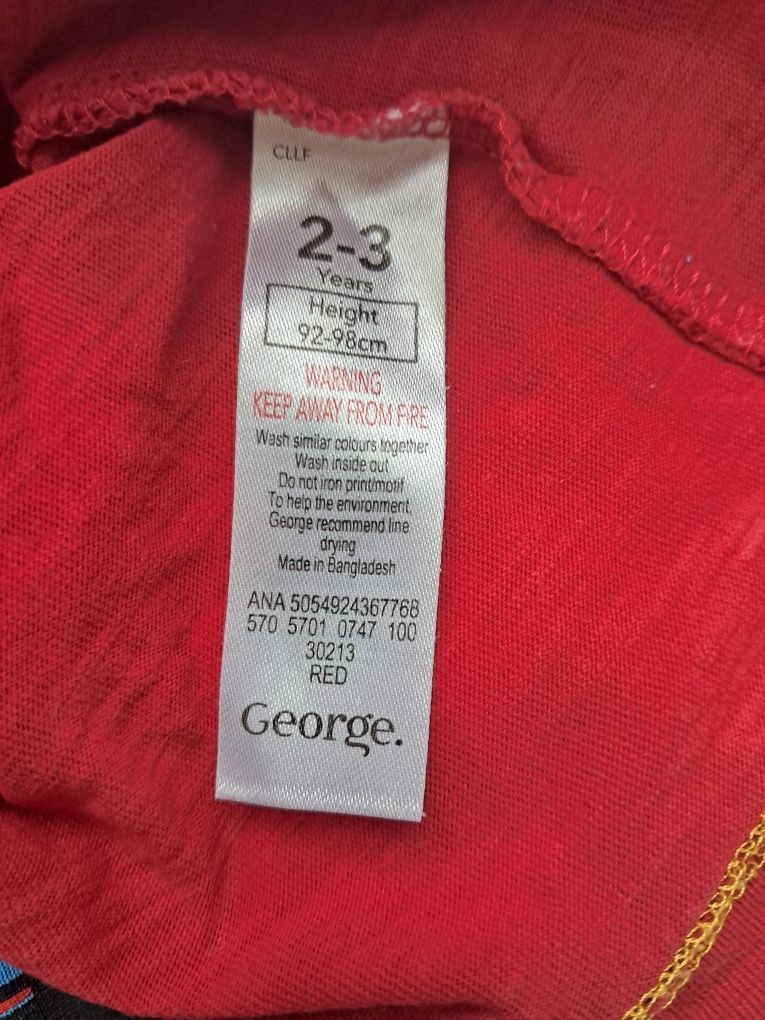 CLLF
2-3
Years
Height
92-98cm
WARNING
KEEP AWAY FROM FIRE
Wash similar colours together
Wash inside out
Do not iron print/motif
To help the environment,
George recommend line
drying
Made in Bangladesh
ANA 5054924367768
570 5701 0747 100
30213
RED
George.